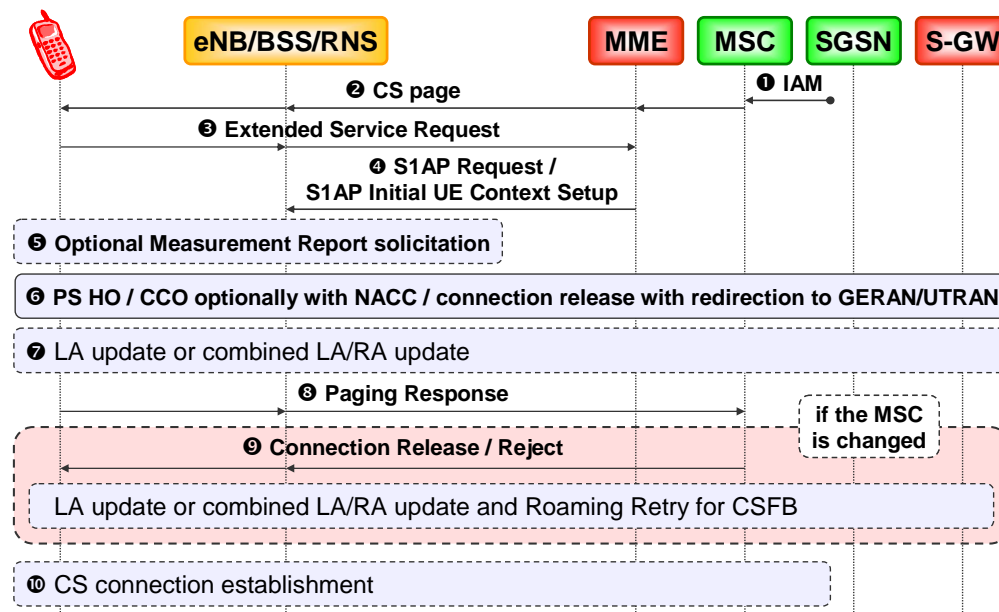 eNB/BSS/RNS MME MSC SGSN S-GW
❶ IAM
❷ CS page
❸ Extended Service Request
❹ S1AP Request /
S1AP Initial UE Context Setup
❺ Optional Measurement Report solicitation
❻ PS HO / CCO optionally with NACC / connection release with redirection to GERAN/UTRAN
❼ LA update or combined LA/RA update
❽ Paging Response
if the MSC
is changed
❾ Connection Release / Reject
LA update or combined LA/RA update and Roaming Retry for CSFB
❿ CS connection establishment